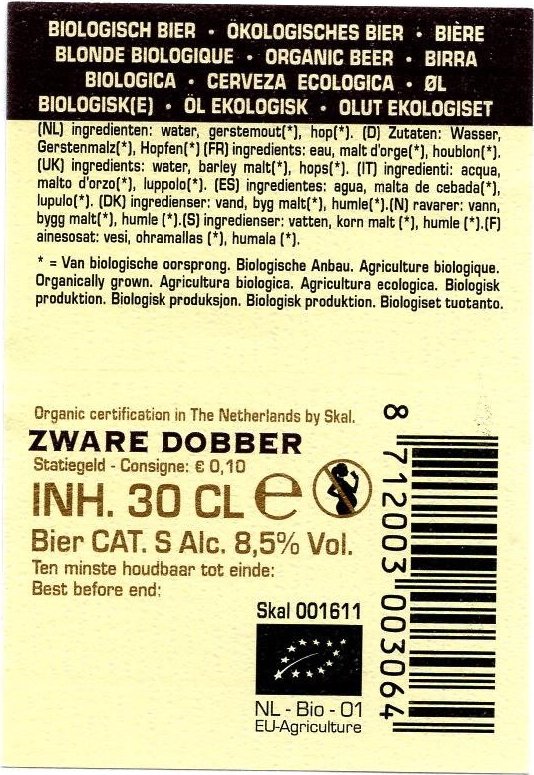 BIOLOGISCH BIER • ÖKOLOGISCHES BIER • BIÈRE
BLONDE BIOLOGIQUE • ORGANIC BEER • BIRRA
BIOLOGICA • CERVEZA ECOLOGICA • ØL
BIOLOGISK(E) • ÖL EKOLOGISK • OLUT EKOLOGISET
(NL) ingredienten: water, gerstemout(*), hop(*). (D) Zutaten: Wasser,
Gerstenmalz(*), Hopfen(*) (FR) ingredients: eau, malt d'orge(*), houblon(*).
(UK) ingredients: water, barley malt(*), hops(*). (IT) ingredienti: acqua,
malto d'orzo(*), luppolo(*). (ES) ingredientes: agua, malta de cebada(*),
lupulo(*). (DK) ingredienser: vand, byg malt(*), humle(*).(N) ravarer: vann,
bygg malt(*), humle (*).(S) ingredienser: vatten, korn malt (*), humle (*).(F)
ainesosat: vesi, ohramallas (*), humala (*).
* = Van biologische oorsprong. Biologische Anbau. Agriculture biologique.
Organically grown. Agricultura biologica. Agricultura ecologica. Biologisk
produktion. Biologisk produksjon. Biologisk produktion. Biologiset tuotanto.
Organic certification in The Netherlands by Skal.
ZWARE DOBBER
Statiegeld - Consigne: € 0,10
INH. 30 CL e
Bier CAT. S Alc. 8,5% Vol.
Ten minste houdbaar tot einde:
Best before end:
Skal 001611
NL - Bio - 01
EU-Agriculture
8 712003 003064